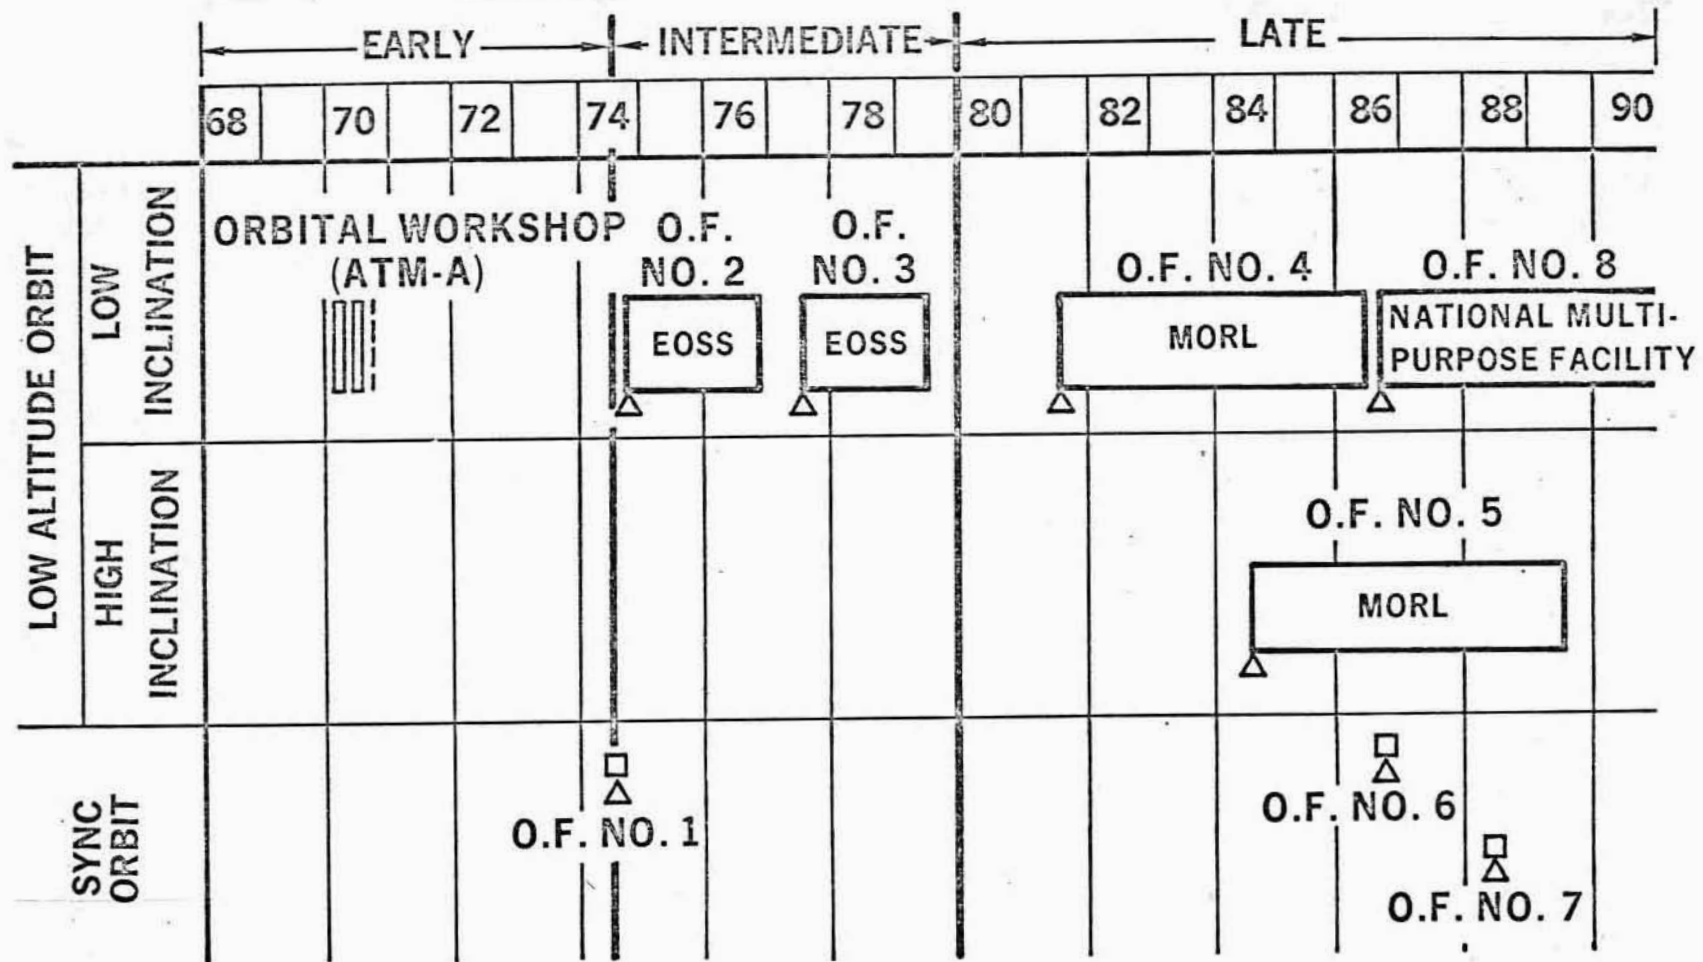 EARLY INTERMEDIATE LATE
68 70 72 74 76 78 80 82 84 86 88 90
LOW ALTITUDE ORBIT
LOW
INCLINATION
ORBITAL WORKSHOP
(ATM-A)
O.F.
NO. 2
EOSS
O.F.
NO. 3
EOSS
O.F. NO. 4
MORL
O.F. NO. 8
NATIONAL MULTI-
PURPOSE FACILITY
HIGH
INCLINATION
O.F. NO. 5
MORL
SYNC
ORBIT
O.F. NO. 1
O.F. NO. 6
O.F. NO. 7